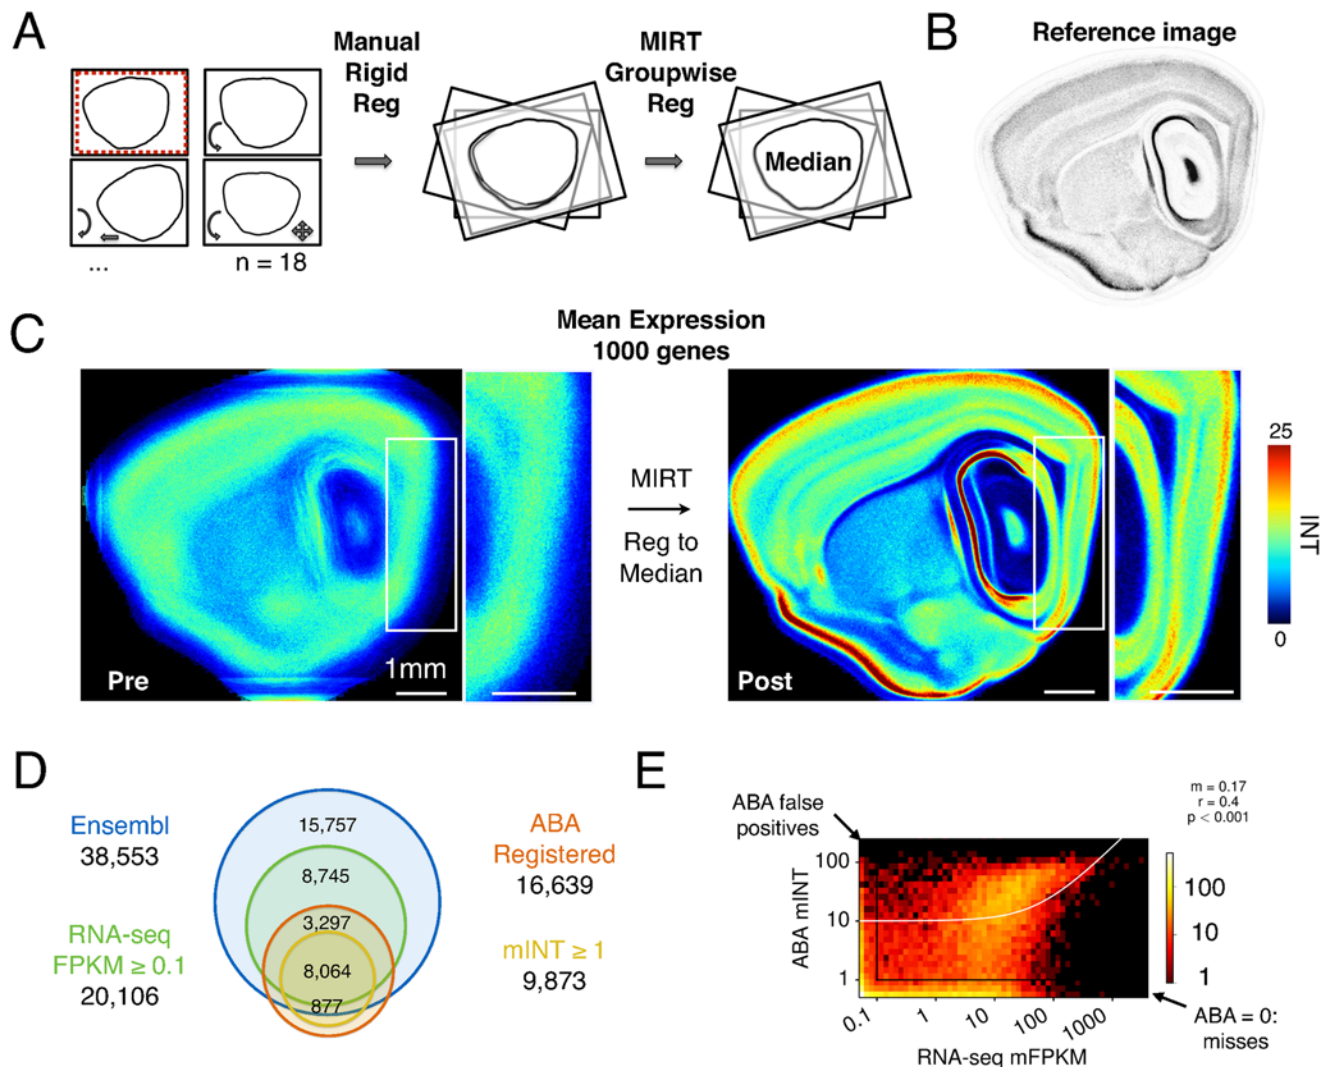 A
Manual
Rigid
Reg
MIRT
Groupwise
Reg
Median
...
n = 18
B
Reference image
C
Mean Expression
1000 genes
Pre
1mm
MIRT
Reg to
Median
Post
25
INT
0
D
Ensembl
38,553
RNA-seq
FPKM ≥ 0.1
20,106
15,757
8,745
3,297
8,064
877
ABA
Registered
16,639
mINT ≥ 1
9,873
E
ABA false
positives
m = 0.17
r = 0.4
p < 0.001
ABA mINT
100
10
1
0.1
1
10
100
1000
RNA-seq mFPKM
100
10
1
ABA = 0:
misses